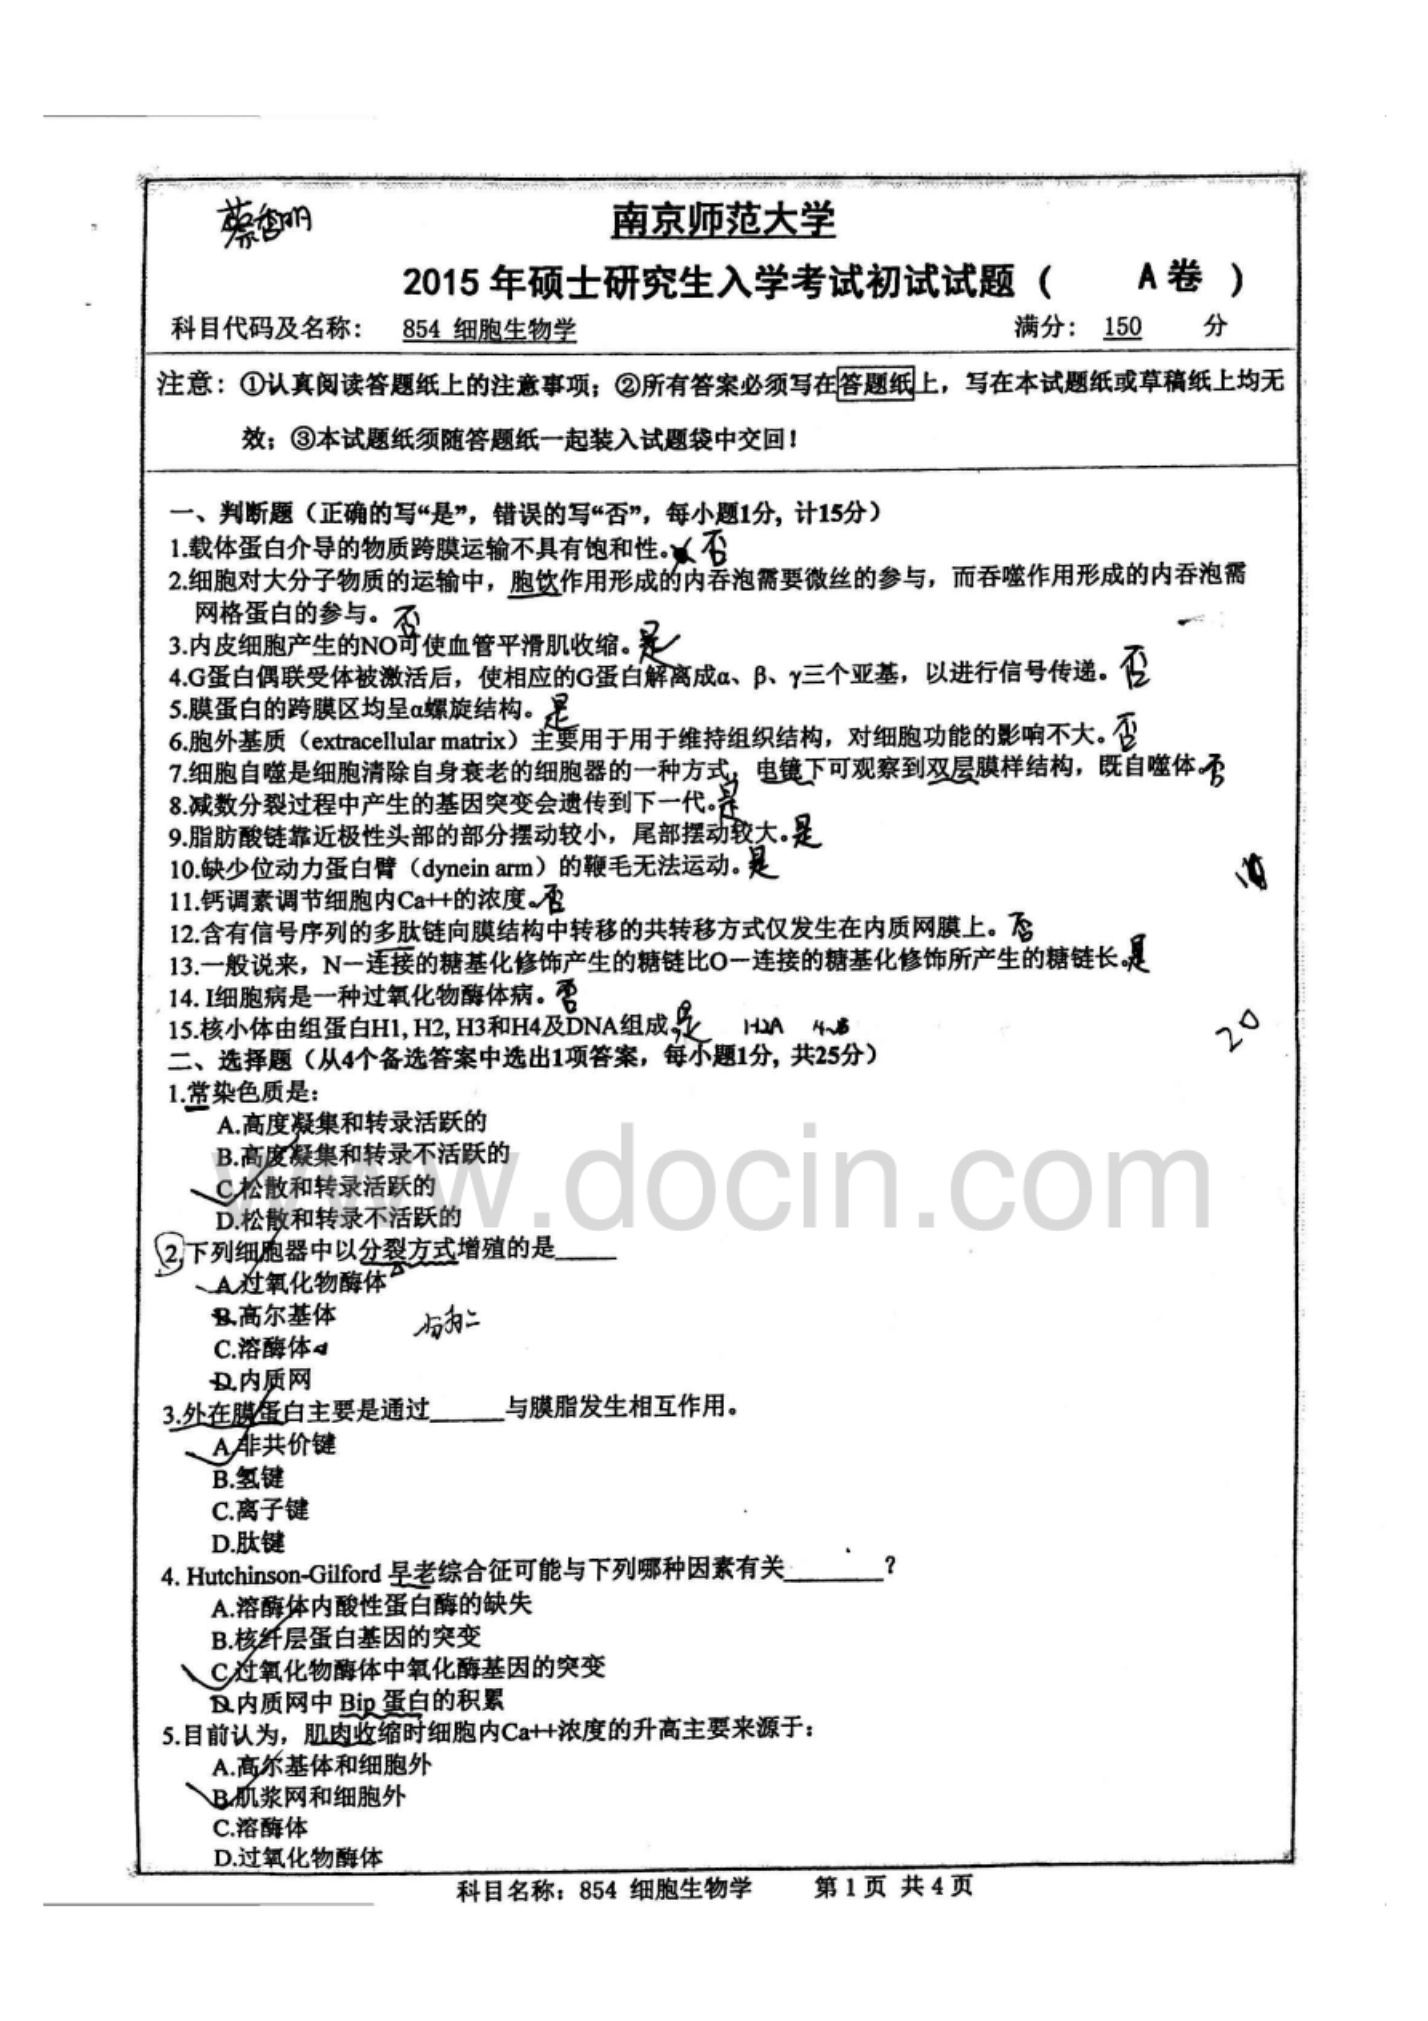 蔡香明
南京师范大学
2015 年硕士研究生入学考试初试试题 ( A 卷 )
科目代码及名称: 854 细胞生物学 满分: 150 分
注意: ①认真阅读答题纸上的注意事项; ②所有答案必须写在答题纸上, 写在本试题纸或草稿纸上均无
效; ③本试题纸须随答题纸一起装入试题袋中交回!
一、判断题（正确的写“是”, 错误的写“否”, 每小题1分, 计15分）
1.载体蛋白介导的物质跨膜运输不具有饱和性。否
2.细胞对大分子物质的运输中, 胞饮作用形成的内吞泡需要微丝的参与, 而吞噬作用形成的内吞泡需
网格蛋白的参与。否
3.内皮细胞产生的NO可使血管平滑肌收缩。是
4.G蛋白偶联受体被激活后, 使相应的G蛋白解离成α、β、γ三个亚基, 以进行信号传递。否
5.膜蛋白的跨膜区均呈α螺旋结构。是
6.胞外基质（extracellular matrix）主要用于用于维持组织结构, 对细胞功能的影响不大。否
7.细胞自噬是细胞清除自身衰老的细胞器的一种方式, 电镜下可观察到双层膜样结构, 既自噬体。否
8.减数分裂过程中产生的基因突变会遗传到下一代。是
9.脂肪酸链靠近极性头部的部分摆动较小, 尾部摆动较大。是
10.缺少位动力蛋白臂（dynein arm）的鞭毛无法运动。是
11.钙调素调节细胞内Ca++的浓度。否
12.含有信号序列的多肽链向膜结构中转移的共转移方式仅发生在内质网膜上。否
13.一般说来, N—连接的糖基化修饰产生的糖链比O—连接的糖基化修饰所产生的糖链长。是
14. I细胞病是一种过氧化物酶体病。否
15.核小体由组蛋白H1, H2, H3和H4及DNA组成。是 H2A H2B
20
二、选择题（从4个备选答案中选出1项答案, 每小题1分, 共25分）
1.常染色质是:
A.高度凝集和转录活跃的
B.高度凝集和转录不活跃的
C.松散和转录活跃的
D.松散和转录不活跃的
2.下列细胞器中以分裂方式增殖的是_____
A.过氧化物酶体
B.高尔基体
C.溶酶体
D.内质网
3.外在膜蛋白主要是通过______与膜脂发生相互作用。
A.非共价键
B.氢键
C.离子键
D.肽键
4. Hutchinson-Gilford 早老综合征可能与下列哪种因素有关________?
A.溶酶体内酸性蛋白酶的缺失
B.核纤层蛋白基因的突变
C.过氧化物酶体中氧化酶基因的突变
D.内质网中 Bip 蛋白的积累
5.目前认为, 肌肉收缩时细胞内Ca++浓度的升高主要来源于:
A.高尔基体和细胞外
B.肌浆网和细胞外
C.溶酶体
D.过氧化物酶体
科目名称: 854 细胞生物学 第 1 页 共 4 页
www.docin.com